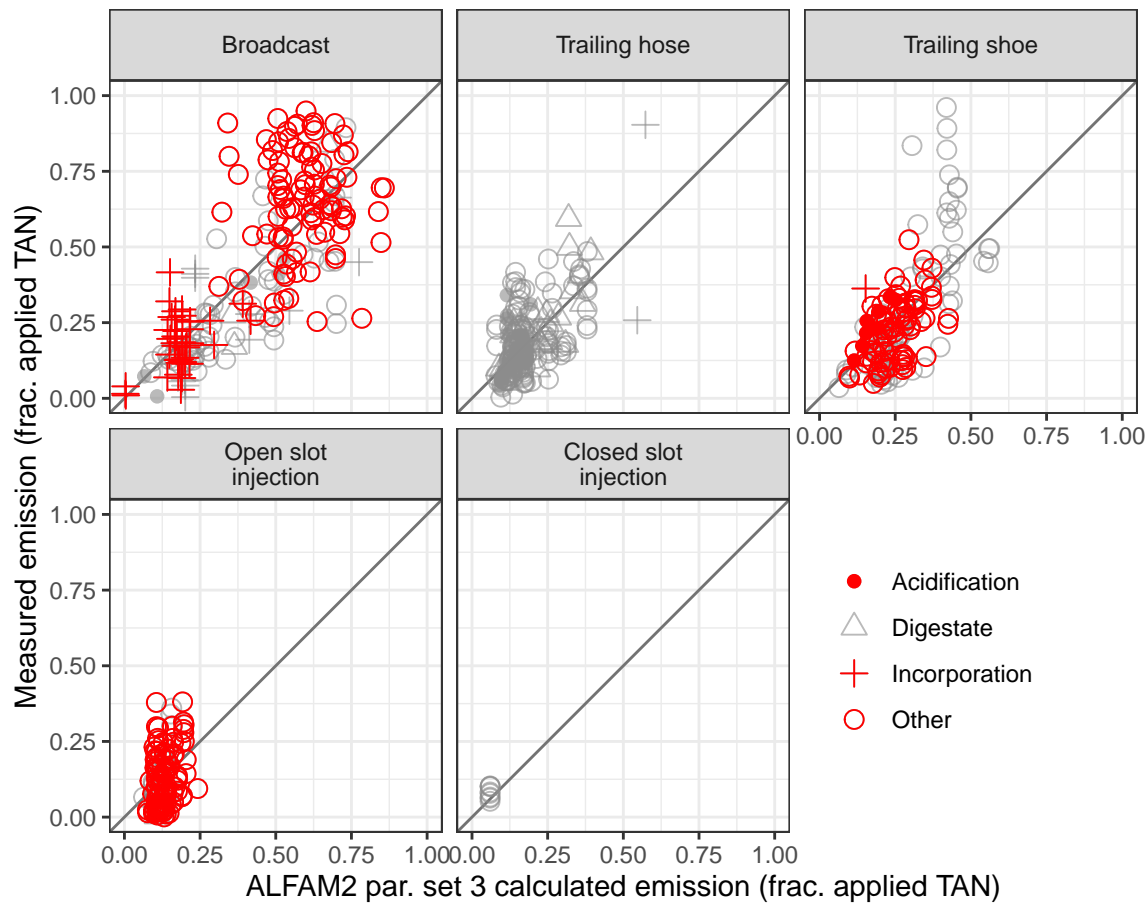 Broadcast
Trailing hose
Trailing shoe
Measured emission (frac. applied TAN)
1.00
0.75
0.50
0.25
0.00
0.00 0.25 0.50 0.75 1.00
Open slot
injection
Closed slot
injection
1.00
0.75
0.50
0.25
0.00
0.00 0.25 0.50 0.75 1.00
0.00 0.25 0.50 0.75 1.00
Acidification
Digestate
Incorporation
Other
ALFAM2 par. set 3 calculated emission (frac. applied TAN)